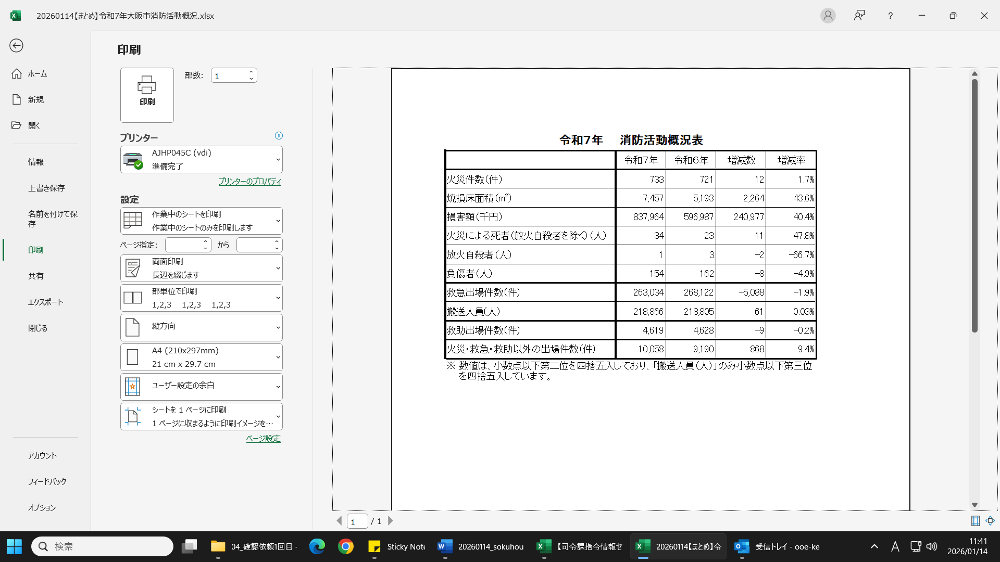 20260114【まとめ】令和7年大阪市消防活動概況.xlsx
?
ホーム
新規
開く
情報
上書き保存
名前を付けて保
存
印刷
共有
エクスポート
閉じる
アカウント
フィードバック
オプション
印刷
印刷
部数: 1
プリンター
AJHP045C (vdi)
準備完了
プリンターのプロパティ
設定
作業中のシートを印刷
作業中のシートのみを印刷します
ページ指定: から
両面印刷
長辺を綴じます
部単位で印刷
1,2,3 1,2,3 1,2,3
縦方向
A4 (210x297mm)
21 cm x 29.7 cm
ユーザー設定の余白
シートを 1 ページに印刷
1 ページに収まるように印刷イメージを…
ページ設定
令和7年 消防活動概況表
令和7年 令和6年 増減数 増減率
火災件数(件) 733 721 12 1.7%
焼損床面積(㎡) 7,457 5,193 2,264 43.6%
損害額(千円) 837,964 596,987 240,977 40.4%
火災による死者(放火自殺者を除く)(人) 34 23 11 47.8%
放火自殺者(人) 1 3 -2 -66.7%
負傷者(人) 154 162 -8 -4.9%
救急出場件数(件) 263,034 268,122 -5,088 -1.9%
搬送人員(人) 218,866 218,805 61 0.03%
救助出場件数(件) 4,619 4,628 -9 -0.2%
火災・救急・救助以外の出場件数(件) 10,058 9,190 868 9.4%
※ 数値は、小数点以下第二位を四捨五入しており、「搬送人員(人)」のみ小数点以下第三位
を四捨五入しています。
1 / 1
検索
04_確認依頼1回目 -
Sticky Note
20260114_sokuhou
【司令課指令情報セ
20260114【まとめ】令
受信トレイ - ooe-ke
A
11:41
2026/01/14